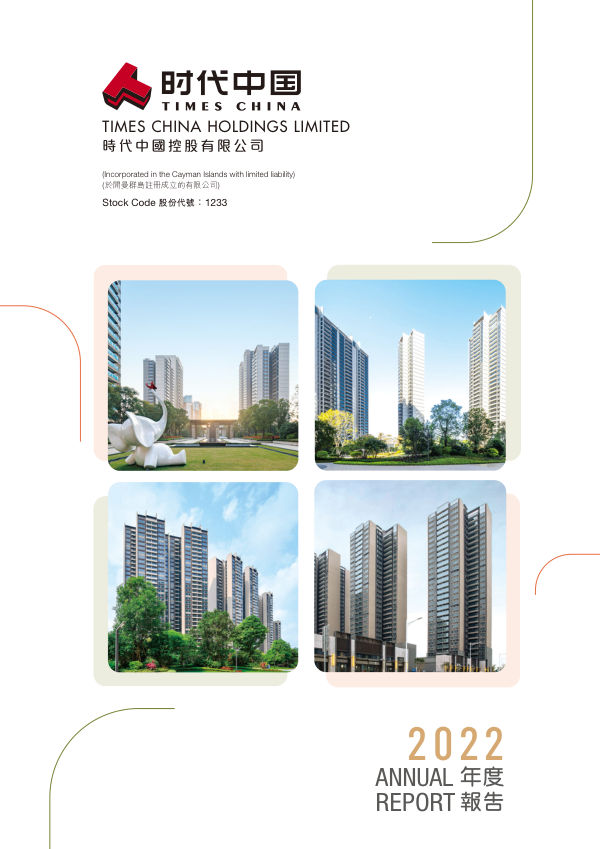 时代中国
TIMES CHINA
TIMES CHINA HOLDINGS LIMITED
時代中國控股有限公司
(Incorporated in the Cayman Islands with limited liability)
(於開曼群島註冊成立的有限公司)
Stock Code 股份代號：1233
2022
ANNUAL 年度
REPORT 報告